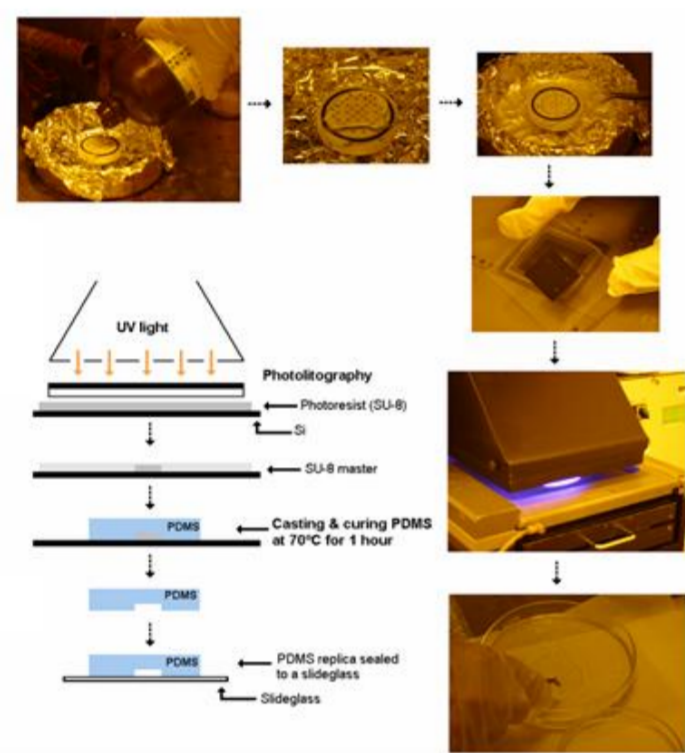 UV light
Photolitography
Photoresist (SU-8)
Si
SU-8 master
PDMS
Casting & curing PDMS
at 70ºC for 1 hour
PDMS
PDMS
PDMS replica sealed
to a slideglass
Slideglass